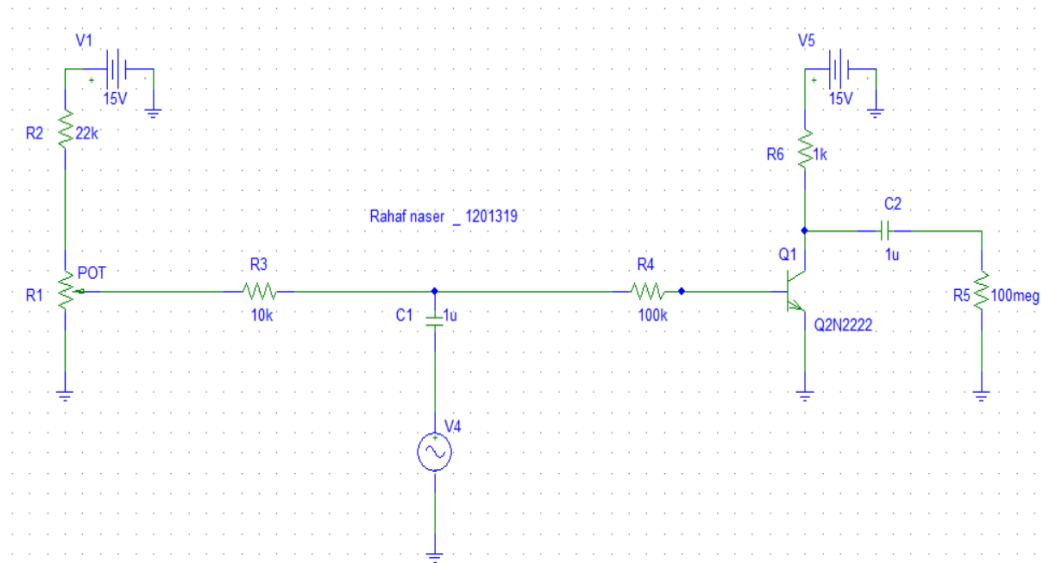 V1
15V
R2
22k
POT
R1
R3
10k
Rahaf naser _ 1201319
C1
1u
V4
R4
100k
V5
15V
R6
1k
C2
1u
Q1
Q2N2222
R5
100meg